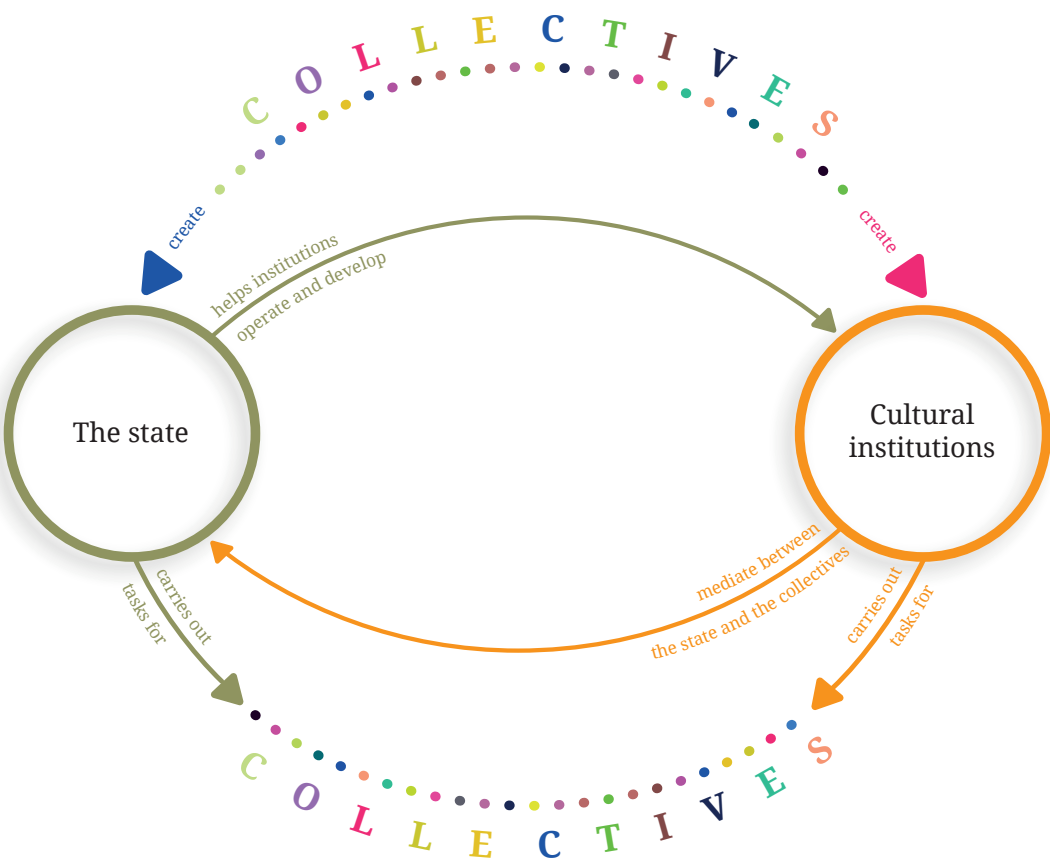 COLLECTIVES
create
create
helps institutions
operate and develop
The state
Cultural
institutions
mediate between
the state and the collectives
carries out
tasks for
carries out
tasks for
COLLECTIVES